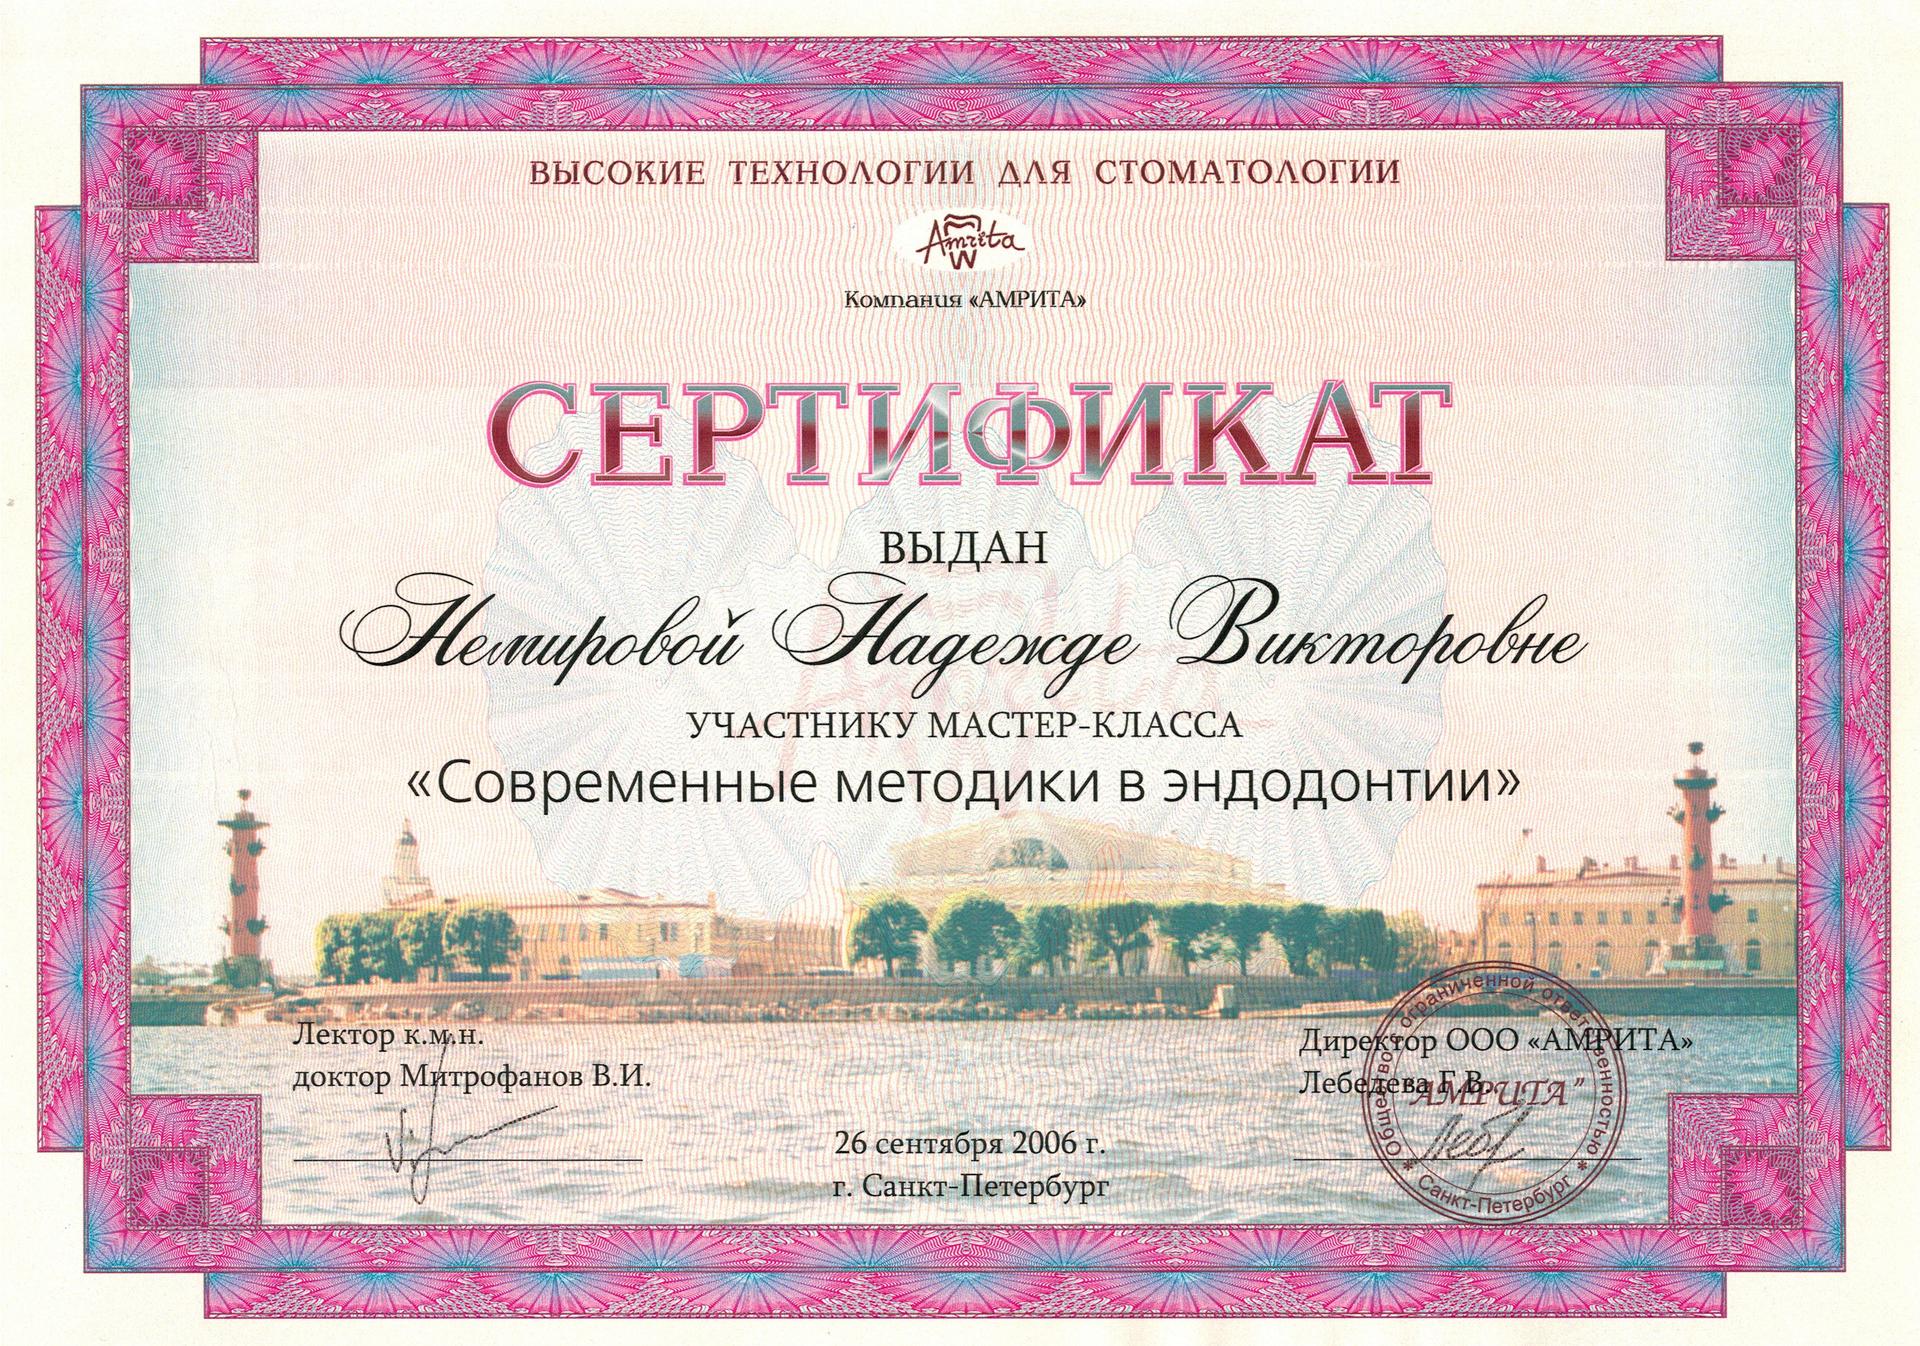 ВЫСОКИЕ ТЕХНОЛОГИИ ДЛЯ СТОМАТОЛОГИИ
Amrita
Компания «АМРИТА»
СЕРТИФИКАТ
ВЫДАН
Немировой Надежде Викторовне
УЧАСТНИКУ МАСТЕР-КЛАССА
«Современные методики в эндодонтии»
Лектор к.м.н.
доктор Митрофанов В.И.
Директор ООО «АМРИТА»
Лебедева Г.В.
Общество с ограниченной ответственностью
"АМРИТА"
Санкт-Петербург
26 сентября 2006 г.
г. Санкт-Петербург